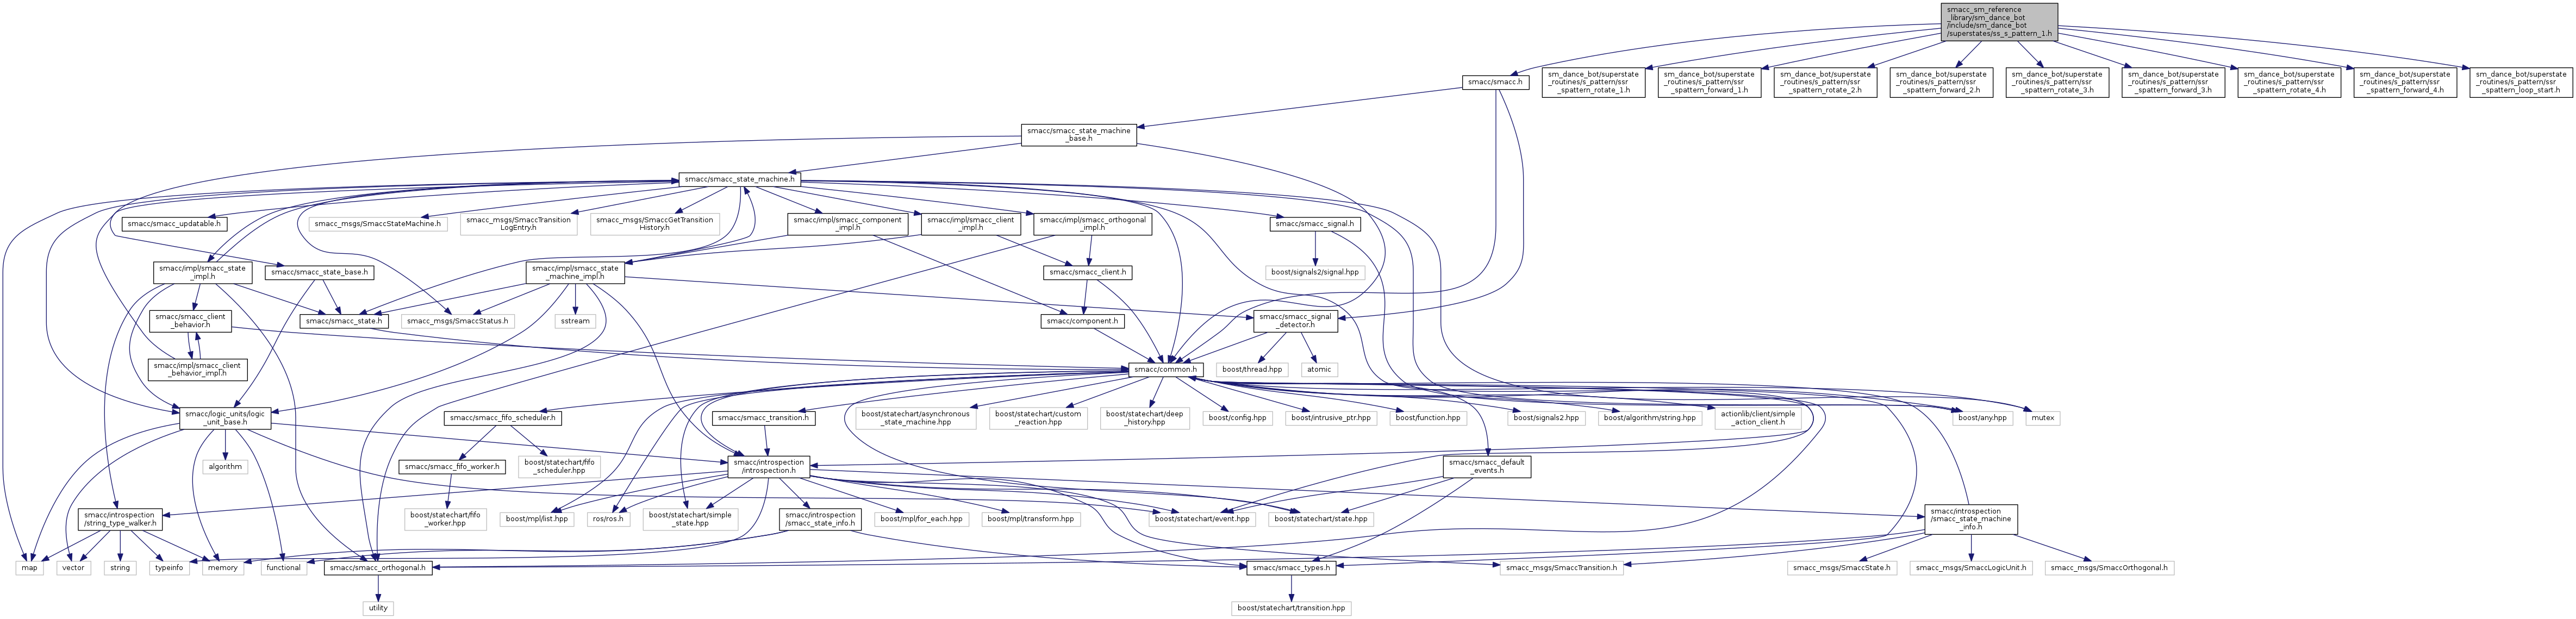 smacc_sm_reference
_library/sm_dance_bot
/include/sm_dance_bot
/superstates/ss_s_pattern_1.h
smacc/smacc.h
sm_dance_bot/superstate
_routines/s_pattern/ssr
_spattern_rotate_1.h
sm_dance_bot/superstate
_routines/s_pattern/ssr
_spattern_forward_1.h
sm_dance_bot/superstate
_routines/s_pattern/ssr
_spattern_rotate_2.h
sm_dance_bot/superstate
_routines/s_pattern/ssr
_spattern_forward_2.h
sm_dance_bot/superstate
_routines/s_pattern/ssr
_spattern_rotate_3.h
sm_dance_bot/superstate
_routines/s_pattern/ssr
_spattern_forward_3.h
sm_dance_bot/superstate
_routines/s_pattern/ssr
_spattern_rotate_4.h
sm_dance_bot/superstate
_routines/s_pattern/ssr
_spattern_forward_4.h
sm_dance_bot/superstate
_routines/s_pattern/ssr
_spattern_loop_start.h
smacc/smacc_state_machine
_base.h
smacc/smacc_state_machine.h
smacc/smacc_updatable.h
smacc_msgs/SmaccStateMachine.h
smacc_msgs/SmaccTransition
LogEntry.h
smacc_msgs/SmaccGetTransition
History.h
smacc/impl/smacc_component
_impl.h
smacc/impl/smacc_client
_impl.h
smacc/impl/smacc_orthogonal
_impl.h
smacc/smacc_signal.h
smacc/impl/smacc_state
_impl.h
smacc/smacc_state_base.h
smacc/impl/smacc_state
_machine_impl.h
smacc/smacc_client.h
boost/signals2/signal.hpp
smacc/smacc_client
_behavior.h
smacc/smacc_state.h
smacc_msgs/SmaccStatus.h
sstream
smacc/component.h
smacc/smacc_signal
_detector.h
smacc/impl/smacc_client
_behavior_impl.h
smacc/common.h
boost/thread.hpp
atomic
smacc/logic_units/logic
_unit_base.h
smacc/smacc_fifo_scheduler.h
smacc/smacc_transition.h
boost/statechart/asynchronous
_state_machine.hpp
boost/statechart/custom
_reaction.hpp
boost/statechart/deep
_history.hpp
boost/config.hpp
boost/intrusive_ptr.hpp
boost/function.hpp
boost/signals2.hpp
boost/algorithm/string.hpp
actionlib/client/simple
_action_client.h
boost/any.hpp
mutex
algorithm
smacc/smacc_fifo_worker.h
boost/statechart/fifo
_scheduler.hpp
smacc/introspection
/introspection.h
smacc/smacc_default
_events.h
smacc/introspection
/string_type_walker.h
boost/statechart/fifo
_worker.hpp
boost/mpl/list.hpp
ros/ros.h
boost/statechart/simple
_state.hpp
smacc/introspection
/smacc_state_info.h
boost/mpl/for_each.hpp
boost/mpl/transform.hpp
boost/statechart/event.hpp
boost/statechart/state.hpp
smacc/introspection
/smacc_state_machine
_info.h
map
vector
string
typeinfo
memory
functional
smacc/smacc_orthogonal.h
smacc/smacc_types.h
smacc_msgs/SmaccTransition.h
smacc_msgs/SmaccState.h
smacc_msgs/SmaccLogicUnit.h
smacc_msgs/SmaccOrthogonal.h
utility
boost/statechart/transition.hpp